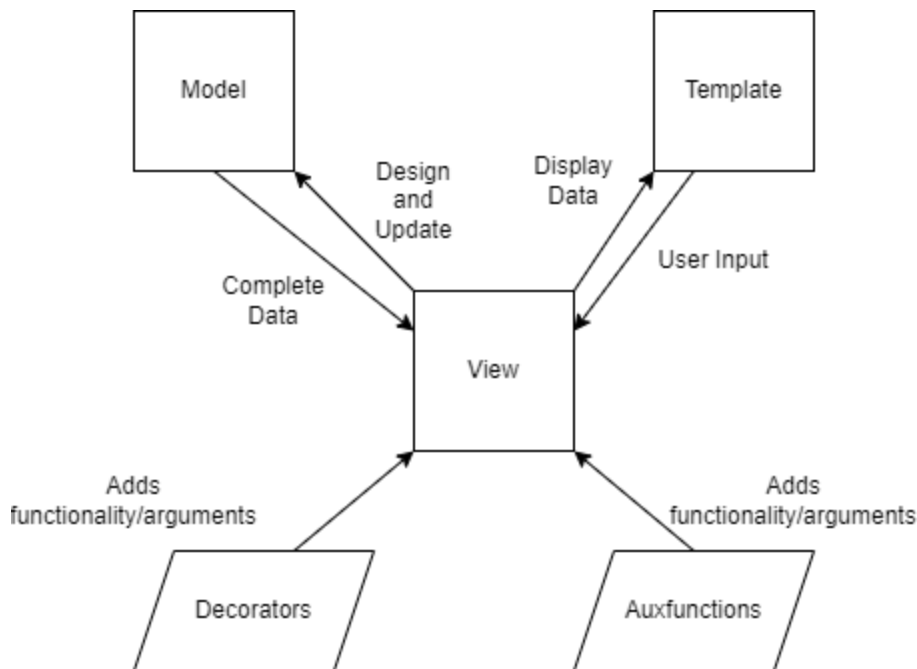 Model
Template
Design
and
Update
Display
Data
User Input
Complete
Data
View
Adds
functionality/arguments
Adds
functionality/arguments
Decorators
Auxfunctions